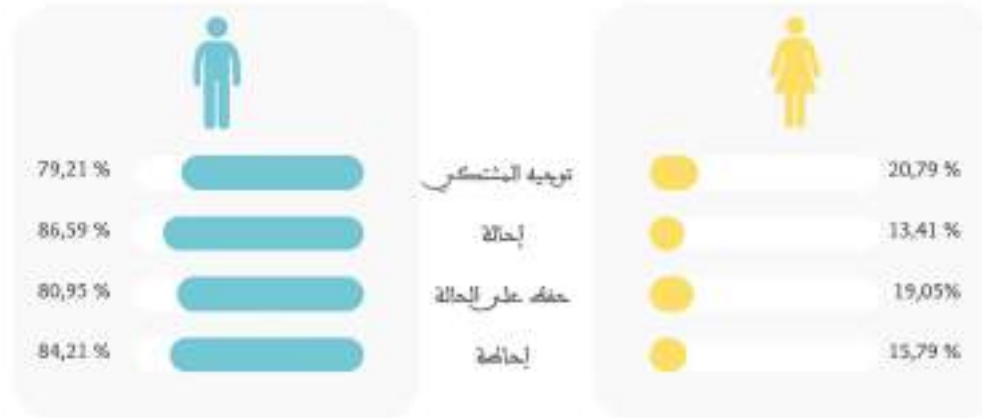 79,21 % توجيه المشتكي 20,79 %
86,59 % إحالة 13,41 %
80,95 % حفظ على الحالة 19,05%
84,21 % إحاطة 15,79 %